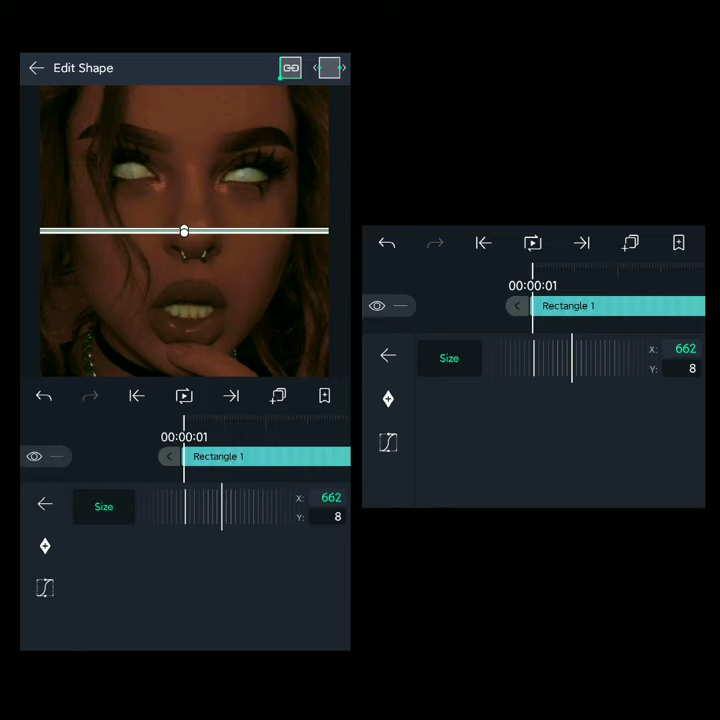 Edit Shape
00:00:01
Rectangle 1
Size
X: 662
Y: 8
00:00:01
Rectangle 1
Size
X: 662
Y: 8